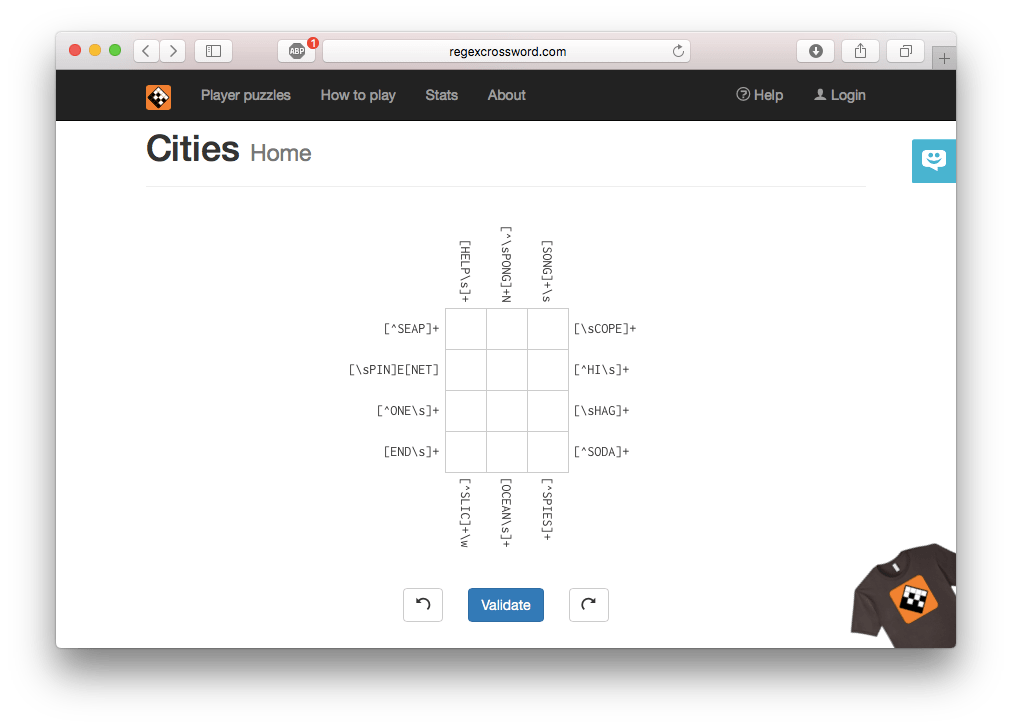 ABP 1 regexcrossword.com
Player puzzles How to play Stats About Help Login
Cities Home
[HELP\s]+ [^\sPONG]+N [SONG]+\s
[^SEAP]+ [\sCOPE]+
[\sPIN]E[NET] [^HI\s]+
[^ONE\s]+ [\sHAG]+
[END\s]+ [^SODA]+
[^SLIC]+\w [OCEAN\s]+ [^SPIES]+
Validate